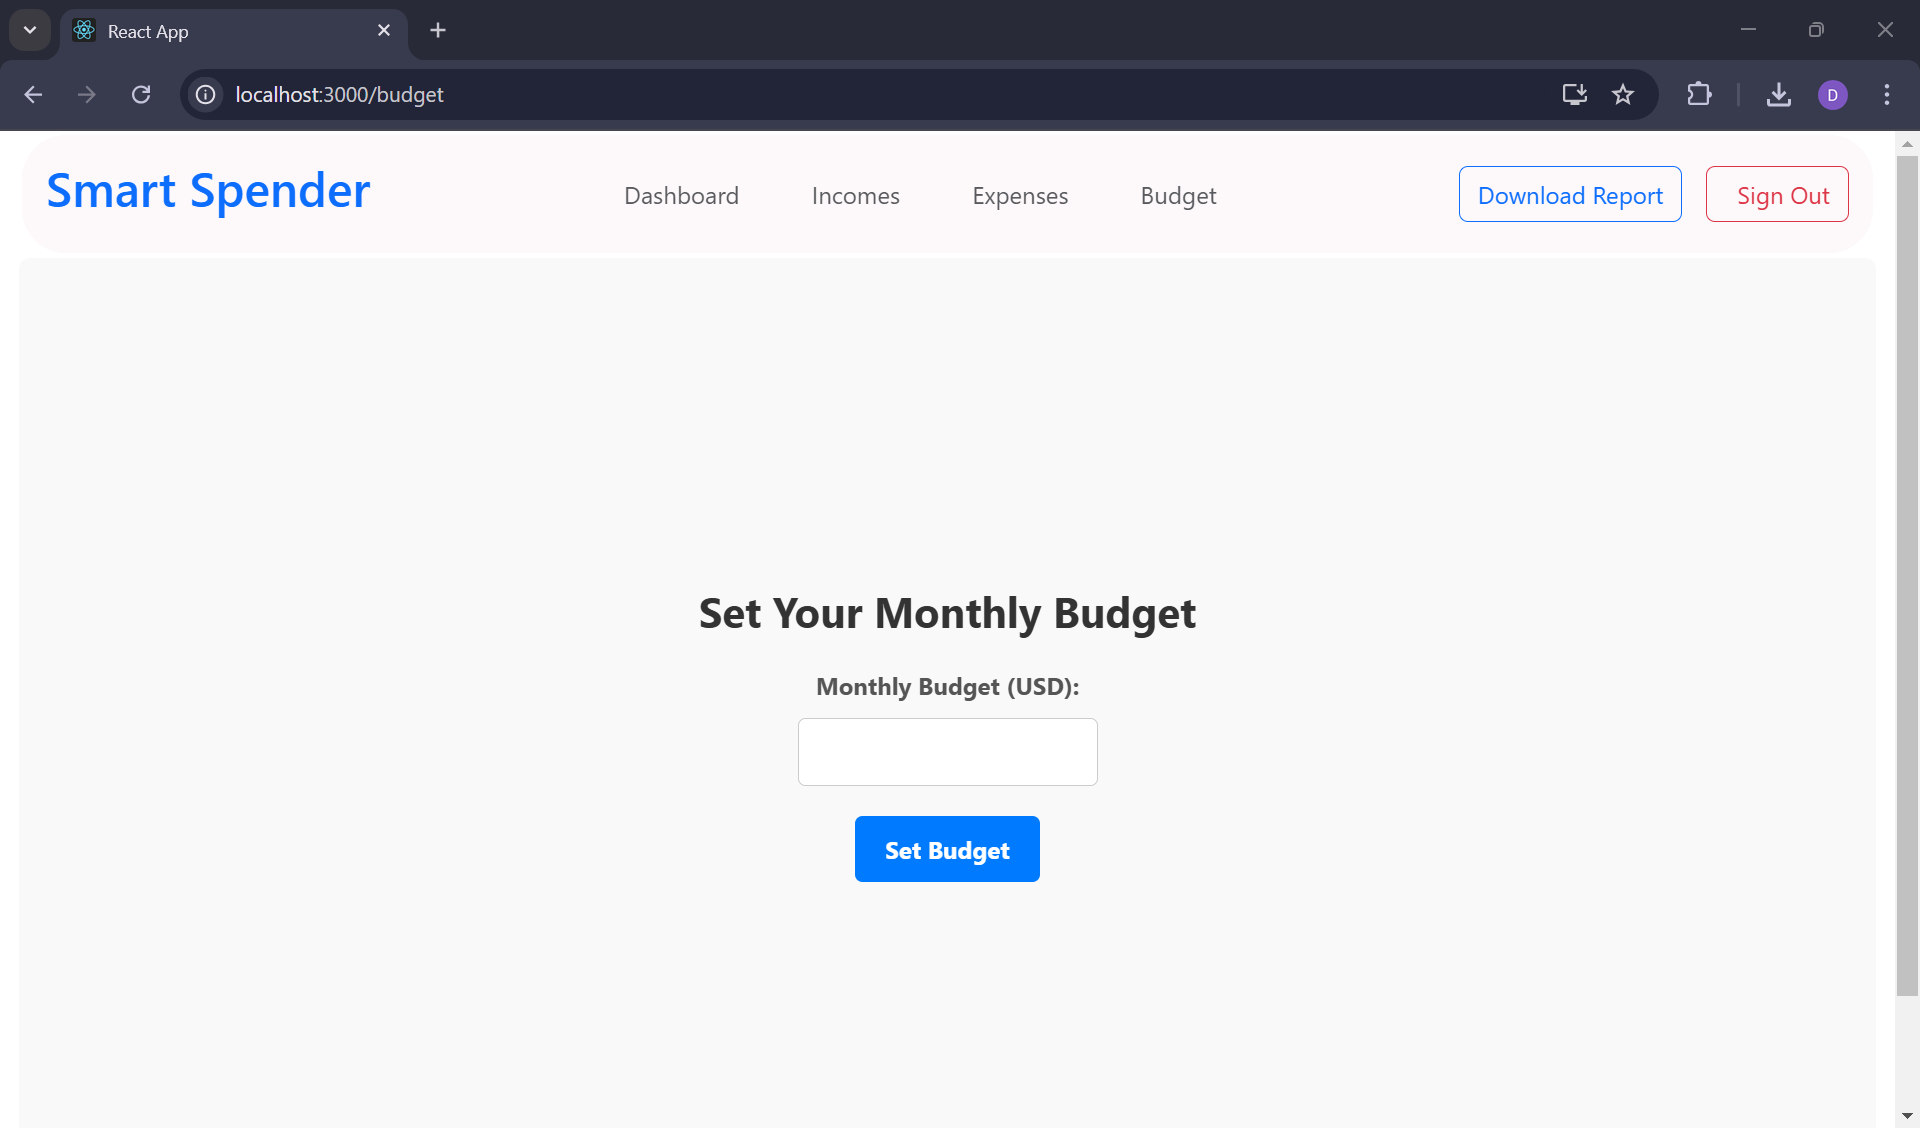 React App
localhost:3000/budget
D
Smart Spender
Dashboard
Incomes
Expenses
Budget
Download Report
Sign Out
Set Your Monthly Budget
Monthly Budget (USD):
Set Budget